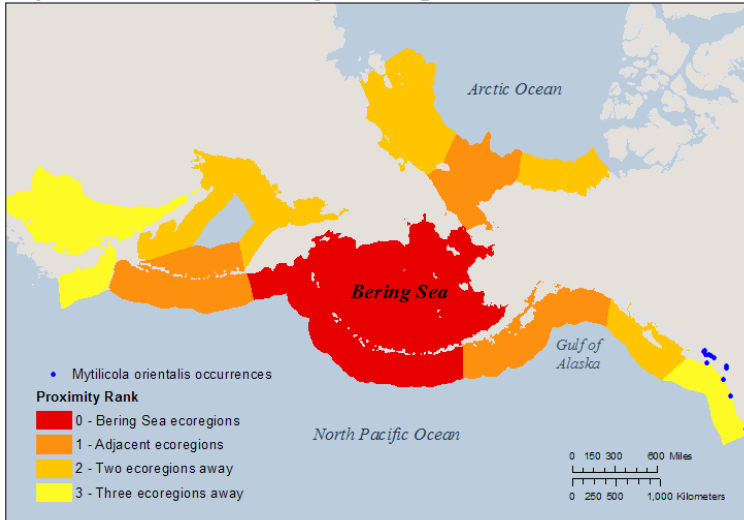 Arctic Ocean
Bering Sea
Gulf of
Alaska
North Pacific Ocean
Mytilicola orientalis occurrences
Proximity Rank
0 - Bering Sea ecoregions
1 - Adjacent ecoregions
2 - Two ecoregions away
3 - Three ecoregions away
0 150 300 600 Miles
0 250 500 1,000 Kilometers